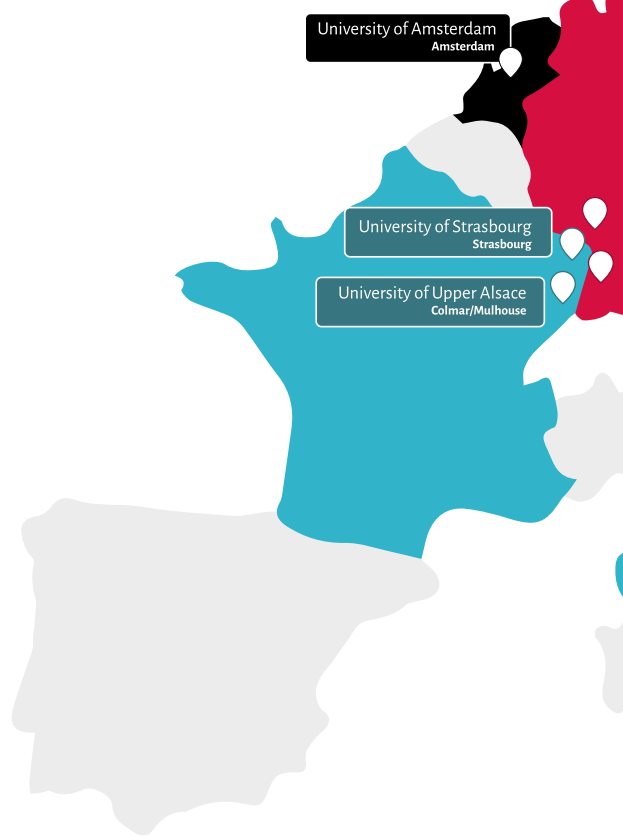 University of Amsterdam
Amsterdam
University of Strasbourg
Strasbourg
University of Upper Alsace
Colmar/Mulhouse